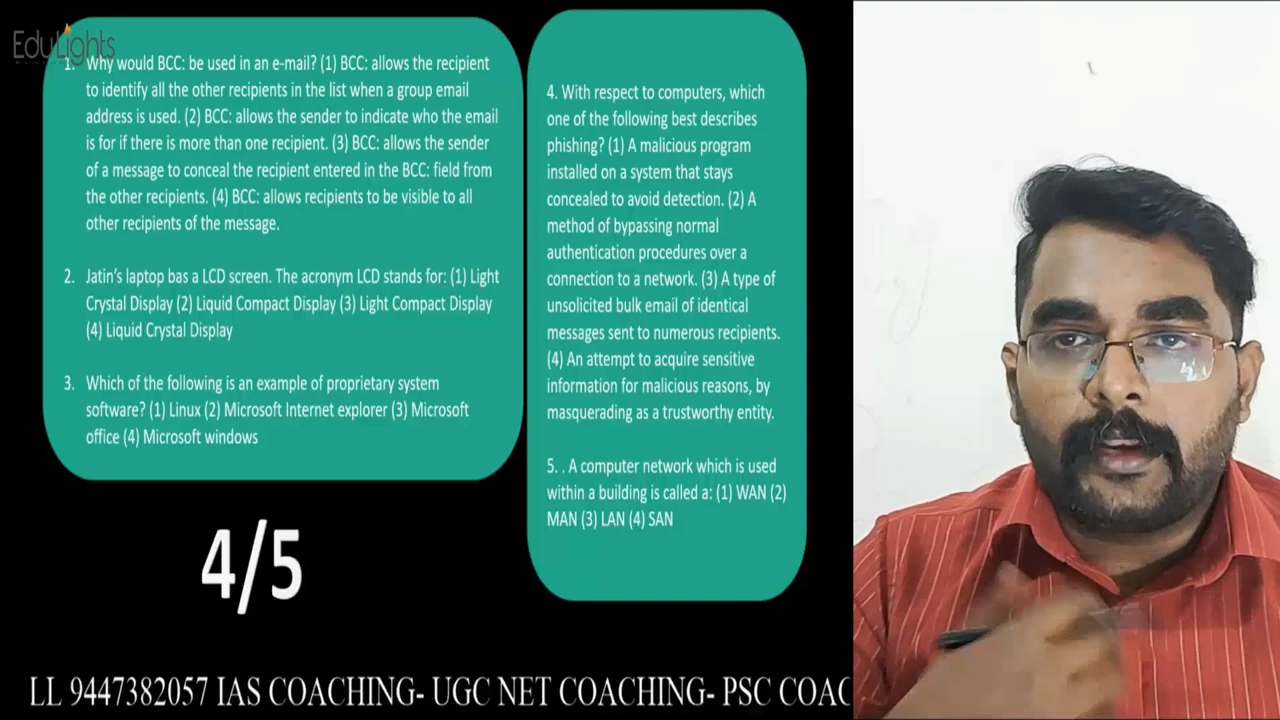 EduLights
1. Why would BCC: be used in an e-mail? (1) BCC: allows the recipient
to identify all the other recipients in the list when a group email
address is used. (2) BCC: allows the sender to indicate who the email
is for if there is more than one recipient. (3) BCC: allows the sender
of a message to conceal the recipient entered in the BCC: field from
the other recipients. (4) BCC: allows recipients to be visible to all
other recipients of the message.
2. Jatin's laptop bas a LCD screen. The acronym LCD stands for: (1) Light
Crystal Display (2) Liquid Compact Display (3) Light Compact Display
(4) Liquid Crystal Display
3. Which of the following is an example of proprietary system
software? (1) Linux (2) Microsoft Internet explorer (3) Microsoft
office (4) Microsoft windows
4. With respect to computers, which
one of the following best describes
phishing? (1) A malicious program
installed on a system that stays
concealed to avoid detection. (2) A
method of bypassing normal
authentication procedures over a
connection to a network. (3) A type of
unsolicited bulk email of identical
messages sent to numerous recipients.
(4) An attempt to acquire sensitive
information for malicious reasons, by
masquerading as a trustworthy entity.
5. . A computer network which is used
within a building is called a: (1) WAN (2)
MAN (3) LAN (4) SAN
4/5
LL 9447382057 IAS COACHING- UGC NET COACHING- PSC COAC